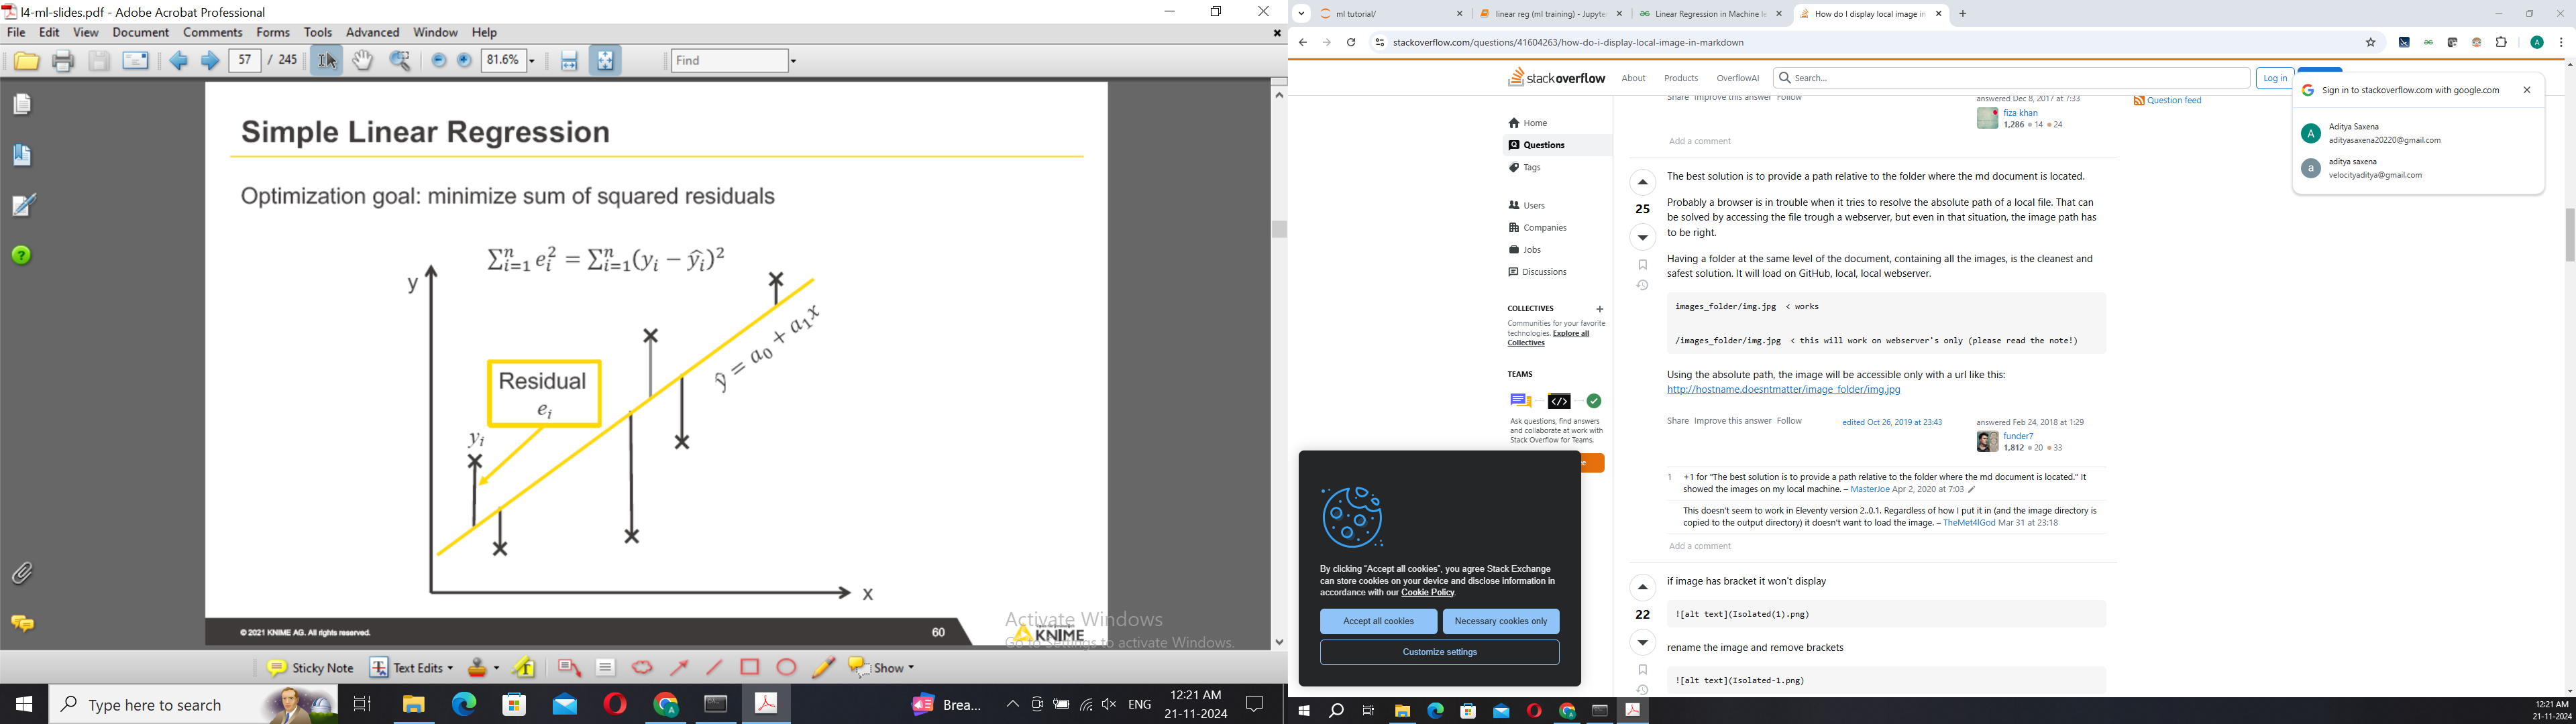 l4-ml-slides.pdf - Adobe Acrobat Professional
File Edit View Document Comments Forms Tools Advanced Window Help
57 / 245 81.6% Find
Simple Linear Regression
Optimization goal: minimize sum of squared residuals
∑ⁿᵢ₌₁ eᵢ² = ∑ⁿᵢ₌₁(yᵢ − ŷᵢ)²
y
ŷ = a₀ + a₁x
Residual
eᵢ
yᵢ
x
© 2021 KNIME AG. All rights reserved.
60
KNIME
Activate Windows
Go to Settings to activate Windows.
Sticky Note Text Edits Show
Type here to search
Brea...
ENG
12:21 AM
21-11-2024
ml tutorial/
linear reg (ml training) - Jupyte
Linear Regression in Machine le
How do I display local image in
stackoverflow.com/questions/41604263/how-do-i-display-local-image-in-markdown
stackoverflow
About Products OverflowAI
Search...
Log in
Sign in to stackoverflow.com with google.com
Aditya Saxena
adityasaxena20220@gmail.com
aditya saxena
velocityaditya@gmail.com
Home
Questions
Tags
Users
Companies
Jobs
Discussions
COLLECTIVES
Communities for your favorite
technologies. Explore all
Collectives
TEAMS
Ask questions, find answers
and collaborate at work with
Stack Overflow for Teams.
Share Improve this answer Follow
answered Dec 8, 2017 at 7:33
fiza khan
1,286 14 24
Question feed
Add a comment
25
The best solution is to provide a path relative to the folder where the md document is located.
Probably a browser is in trouble when it tries to resolve the absolute path of a local file. That can
be solved by accessing the file trough a webserver, but even in that situation, the image path has
to be right.
Having a folder at the same level of the document, containing all the images, is the cleanest and
safest solution. It will load on GitHub, local, local webserver.
images_folder/img.jpg < works
/images_folder/img.jpg < this will work on webserver's only (please read the note!)
Using the absolute path, the image will be accessible only with a url like this:
http://hostname.doesntmatter/image_folder/img.jpg
Share Improve this answer Follow
edited Oct 26, 2019 at 23:43
answered Feb 24, 2018 at 1:29
funder7
1,812 20 33
1 +1 for "The best solution is to provide a path relative to the folder where the md document is located." It
showed the images on my local machine. – MasterJoe Apr 2, 2020 at 7:03
This doesn't seem to work in Eleventy version 2..0.1. Regardless of how I put it in (and the image directory is
copied to the output directory) it doesn't want to load the image. – TheMet4lGod Mar 31 at 23:18
Add a comment
22
if image has bracket it won't display
![alt text](Isolated(1).png)
rename the image and remove brackets
![alt text](Isolated-1.png)
By clicking "Accept all cookies", you agree Stack Exchange
can store cookies on your device and disclose information in
accordance with our Cookie Policy.
Accept all cookies
Necessary cookies only
Customize settings
12:21 AM
21-11-2024